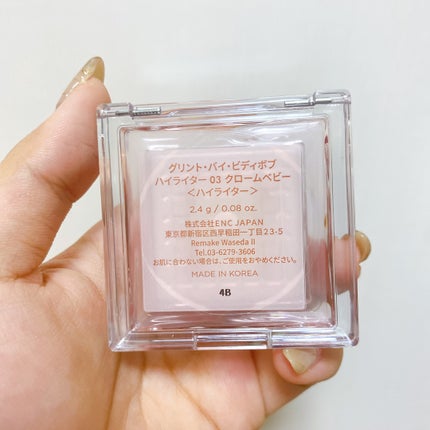 グリント・バイ・ビディボブ
ハイライター 03 クロームベビー
<ハイライター>
2.4 g / 0.08 oz.
株式会社ENC JAPAN
東京都新宿区西早稲田一丁目23-5
Remake Waseda II
Tel.03-6279-3606
お肌に合わない場合は、ご使用をおやめください。
MADE IN KOREA
4B